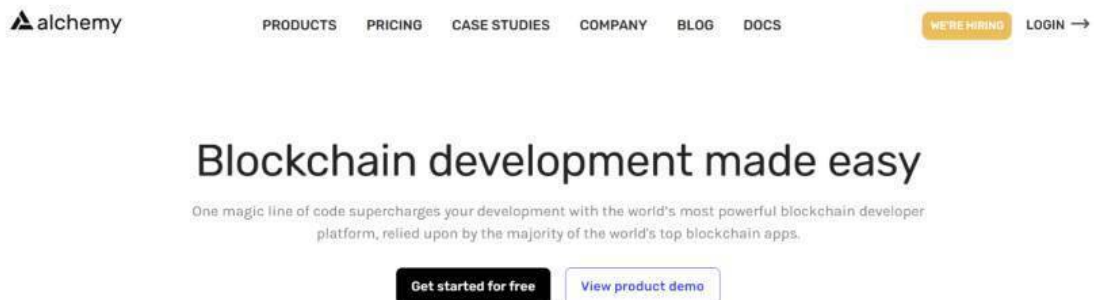 alchemy
PRODUCTS PRICING CASE STUDIES COMPANY BLOG DOCS WE'RE HIRING LOGIN →
Blockchain development made easy
One magic line of code supercharges your development with the world's most powerful blockchain developer
platform, relied upon by the majority of the world's top blockchain apps.
Get started for free View product demo